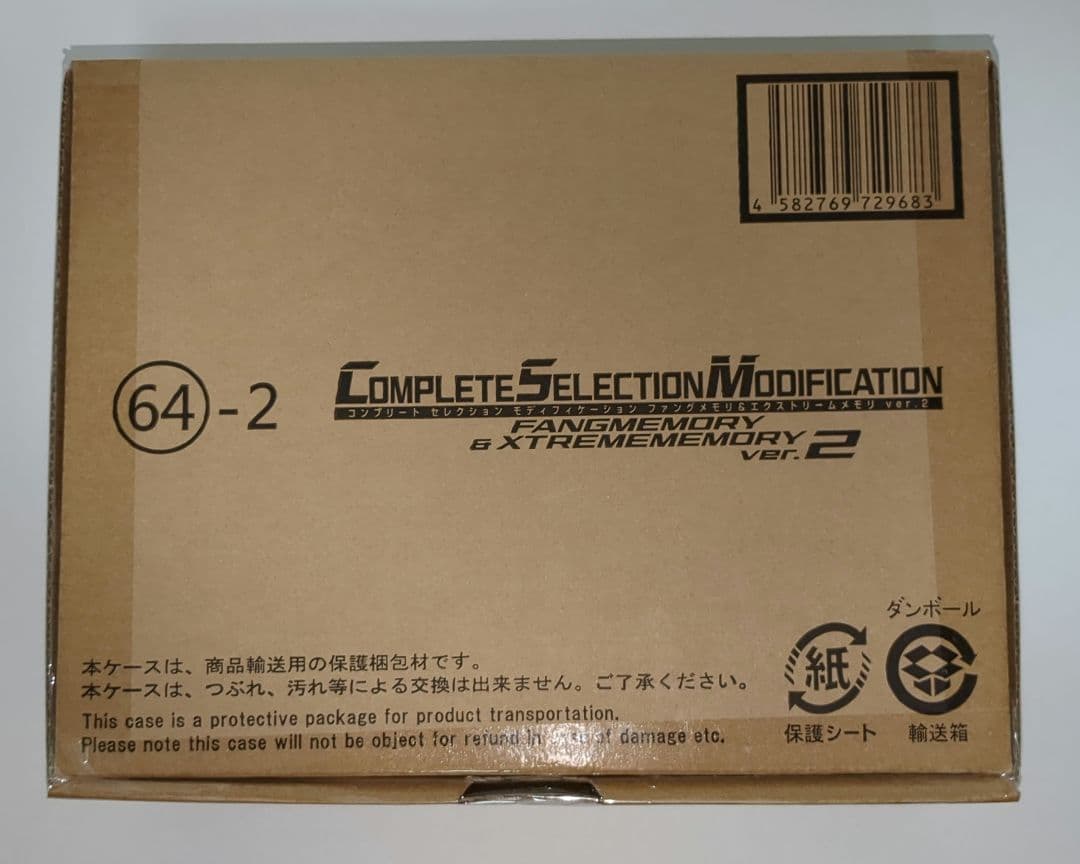 4 582769 729683
64-2
COMPLETE SELECTION MODIFICATION
コンプリート セレクション モディフィケーション ファングメモリ&エクストリームメモリ ver.2
FANGMEMORY
& XTREMEMEMORY
ver.2
ダンボール
紙
保護シート
輸送箱
本ケースは、商品輸送用の保護梱包材です。
本ケースは、つぶれ、汚れ等による交換は出来ません。ご了承ください。
This case is a protective package for product transportation.
Please note this case will not be object for refund in case of damage etc.